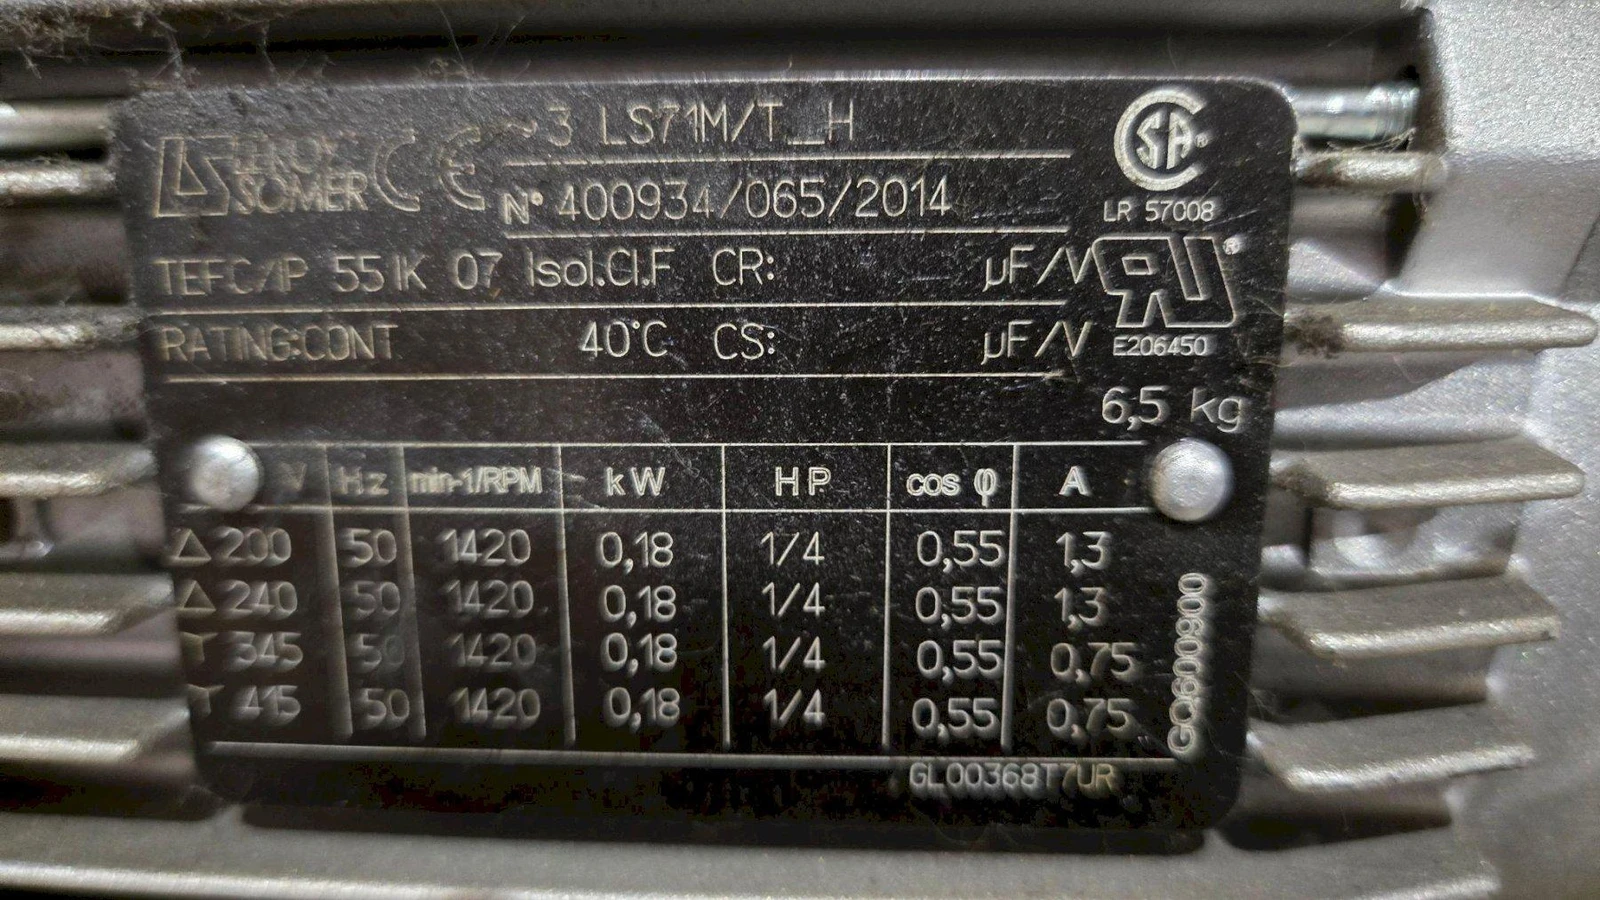 LEROY SOMER CE ~3 LS71M/T_H
N° 400934/065/2014
LR 57008
TEFC/IP 55 IK 07 Isol.Cl.F CR: µF/V
RATING:CONT 40°C CS: µF/V
E206450
6,5 kg
V Hz min-1/RPM kW HP cos φ A
Δ 200 50 1420 0,18 1/4 0,55 1,3
Δ 240 50 1420 0,18 1/4 0,55 1,3
Y 345 50 1420 0,18 1/4 0,55 0,75
Y 415 50 1420 0,18 1/4 0,55 0,75
GL00368T7UR
GQ600900